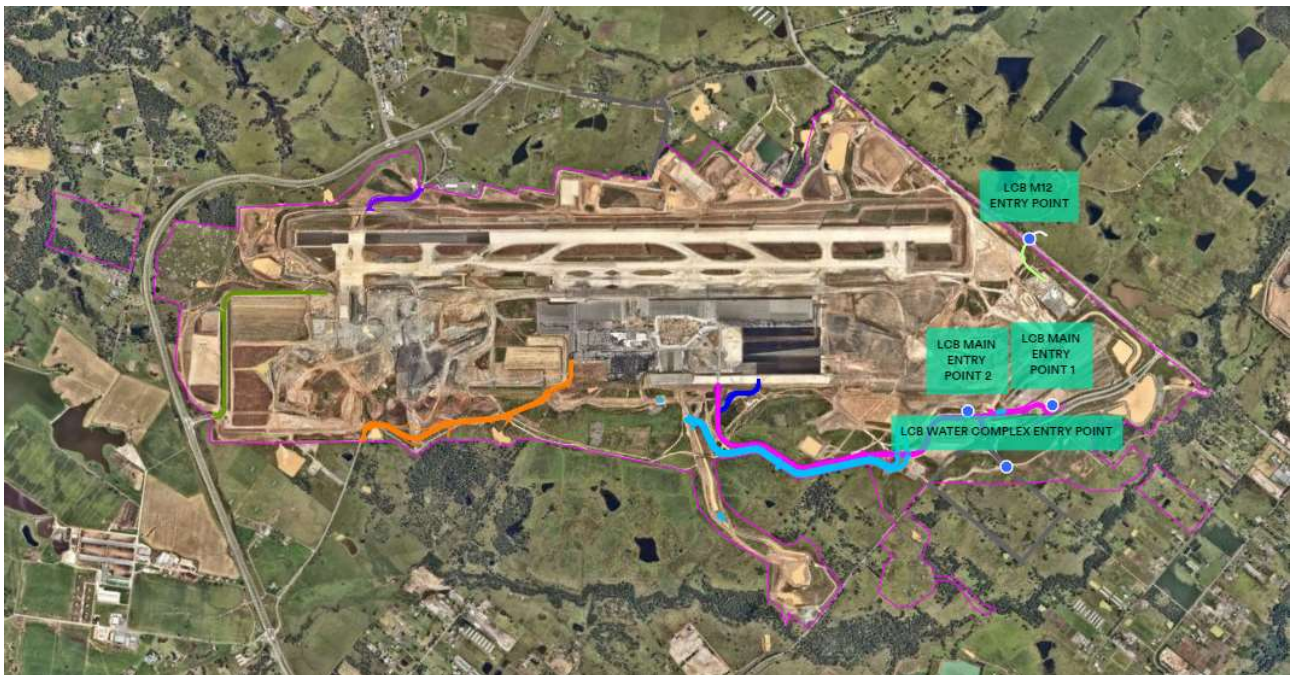 LCB M12
ENTRY POINT
LCB MAIN
ENTRY
POINT 2
LCB MAIN
ENTRY
POINT 1
LCB WATER COMPLEX ENTRY POINT